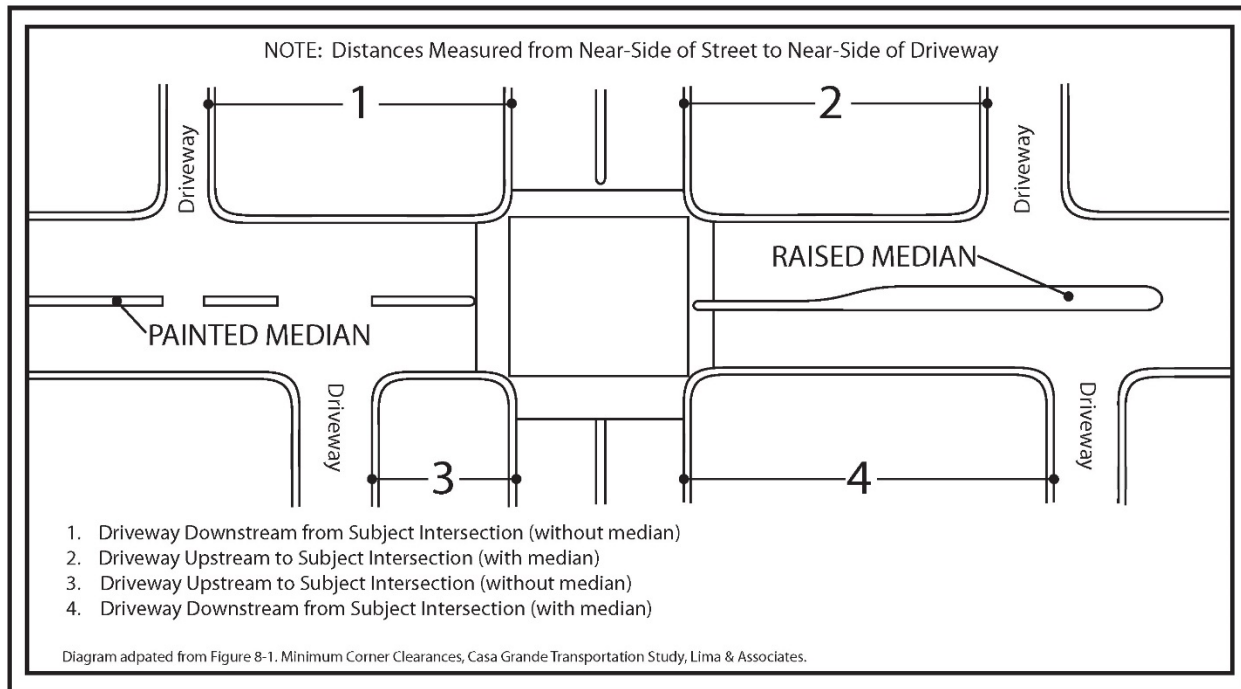 NOTE: Distances Measured from Near-Side of Street to Near-Side of Driveway
1
2
Driveway
Driveway
RAISED MEDIAN
PAINTED MEDIAN
Driveway
Driveway
3
4
1. Driveway Downstream from Subject Intersection (without median)
2. Driveway Upstream to Subject Intersection (with median)
3. Driveway Upstream to Subject Intersection (without median)
4. Driveway Downstream from Subject Intersection (with median)
Diagram adpated from Figure 8-1. Minimum Corner Clearances, Casa Grande Transportation Study, Lima & Associates.